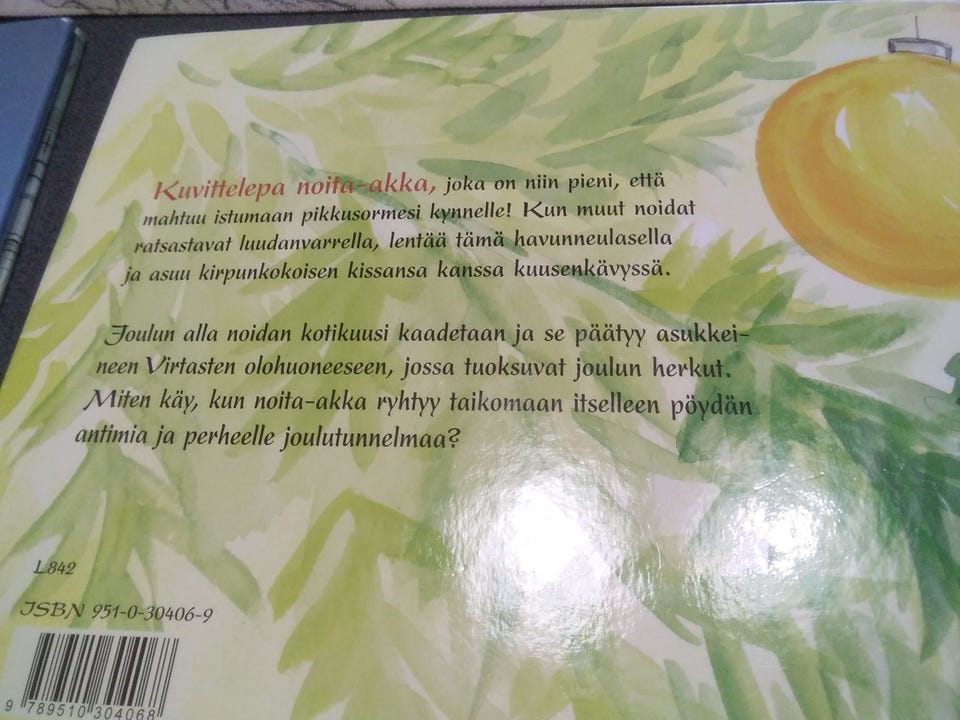 Kuvittelepa noita-akka, joka on niin pieni, että
mahtuu istumaan pikkusormesi kynnelle! Kun muut noidat
ratsastavat luudanvarrella, lentää tämä havunneulasella
ja asuu kirpunkokoisen kissansa kanssa kuusenkävyssä.
Joulun alla noidan kotikuusi kaadetaan ja se päätyy asukkei-
neen Virtasten olohuoneeseen, jossa tuoksuvat joulun herkut.
Miten käy, kun noita-akka ryhtyy taikomaan itselleen pöydän
antimia ja perheelle joulutunnelmaa?
L842
ISBN 951-0-30406-9
9 789510 304068